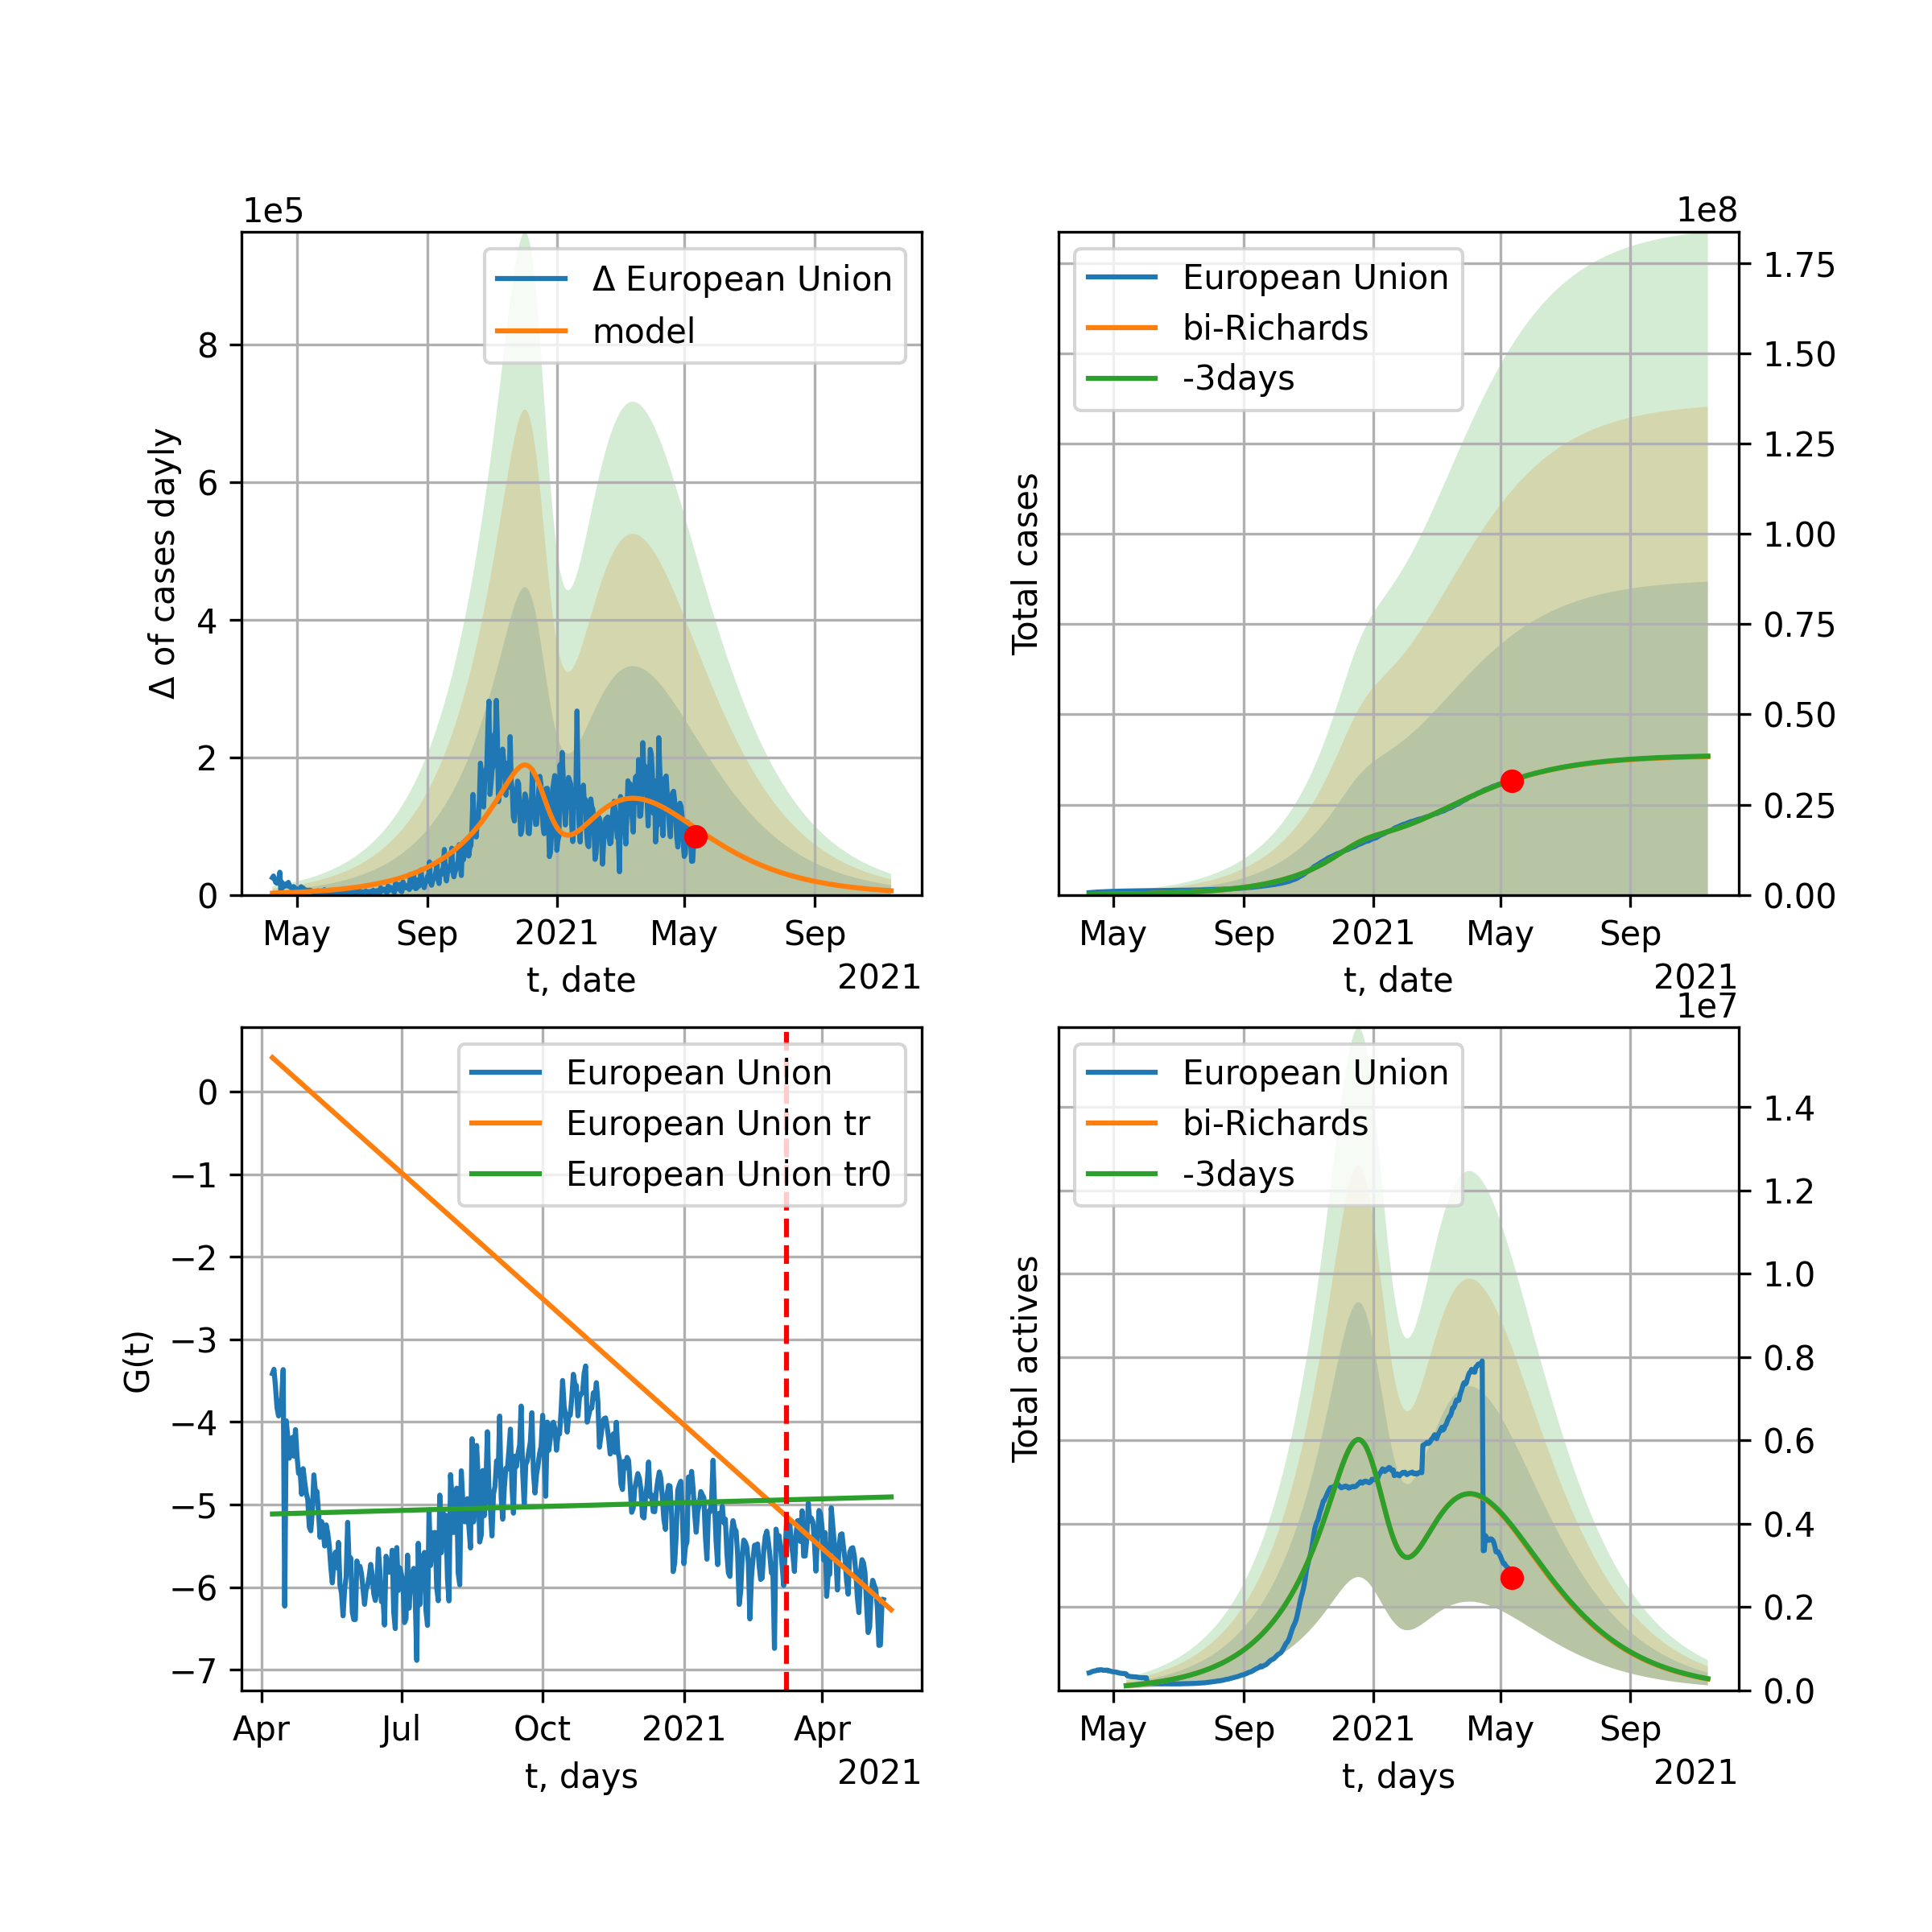 1e5
Δ European Union
model
8
6
4
2
0
Δ of cases dayly
May Sep 2021 May Sep
t, date
2021
1e8
European Union
bi-Richards
-3days
1.75
1.50
1.25
1.00
0.75
0.50
0.25
0.00
Total cases
May Sep 2021 May Sep
t, date
2021
European Union
European Union tr
European Union tr0
0
−1
−2
−3
−4
−5
−6
−7
G(t)
Apr Jul Oct 2021 Apr
t, days
2021
1e7
European Union
bi-Richards
-3days
1.4
1.2
1.0
0.8
0.6
0.4
0.2
0.0
Total actives
May Sep 2021 May Sep
t, days
2021